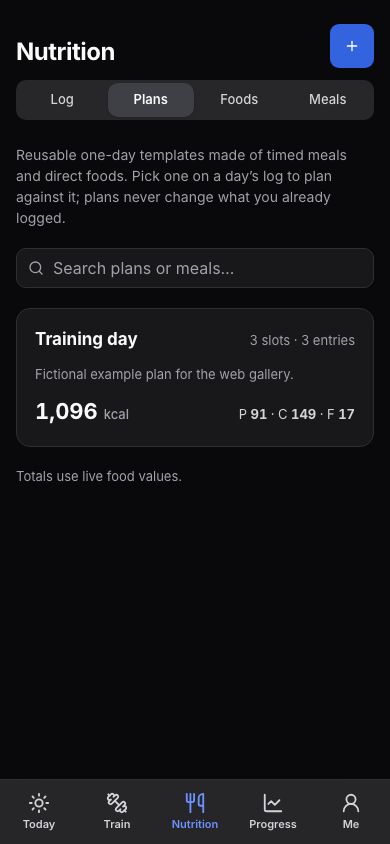 Nutrition
+
Log Plans Foods Meals
Reusable one-day templates made of timed meals
and direct foods. Pick one on a day’s log to plan
against it; plans never change what you already
logged.
Search plans or meals...
Training day 3 slots · 3 entries
Fictional example plan for the web gallery.
1,096 kcal P 91 · C 149 · F 17
Totals use live food values.
Today Train Nutrition Progress Me